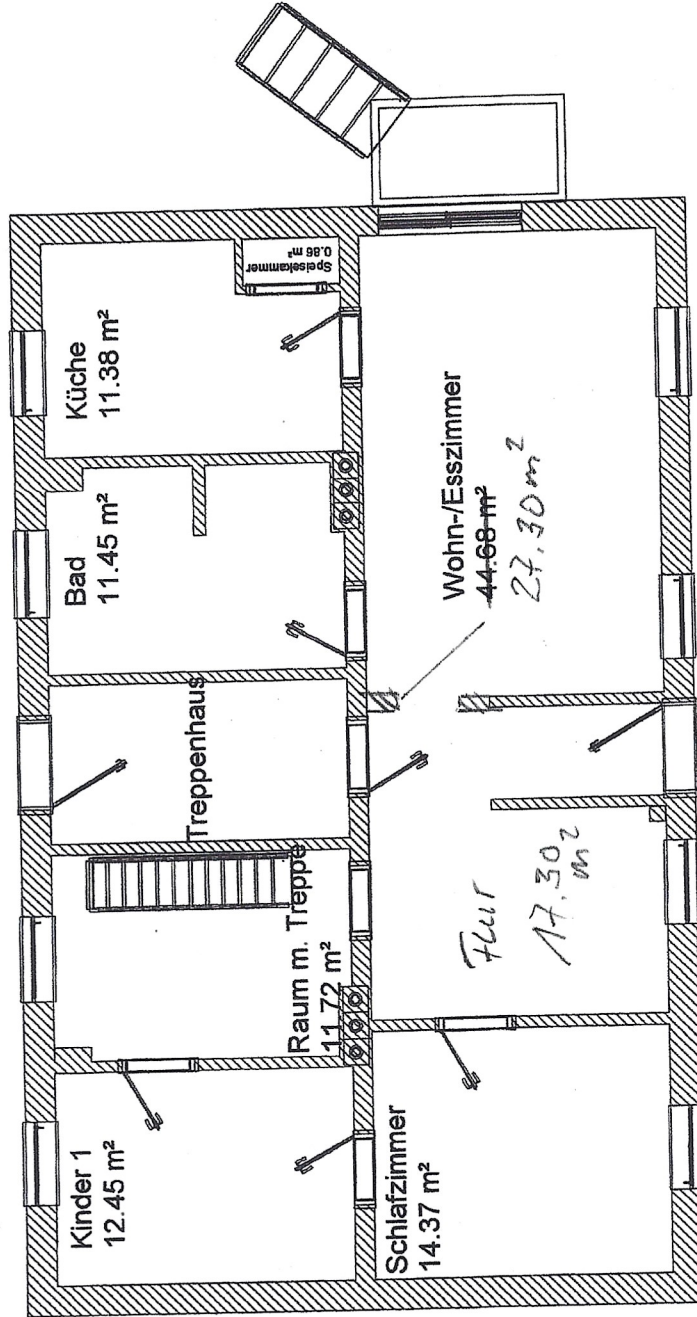 Kinder 1
12.45 m²
Raum m. Treppe
11.72 m²
Treppenhaus
Bad
11.45 m²
Küche
11.38 m²
Speisekammer
0.86 m²
Schlafzimmer
14.37 m²
Flur
17.30
m²
Wohn-/Esszimmer
44.68 m²
27.30 m²